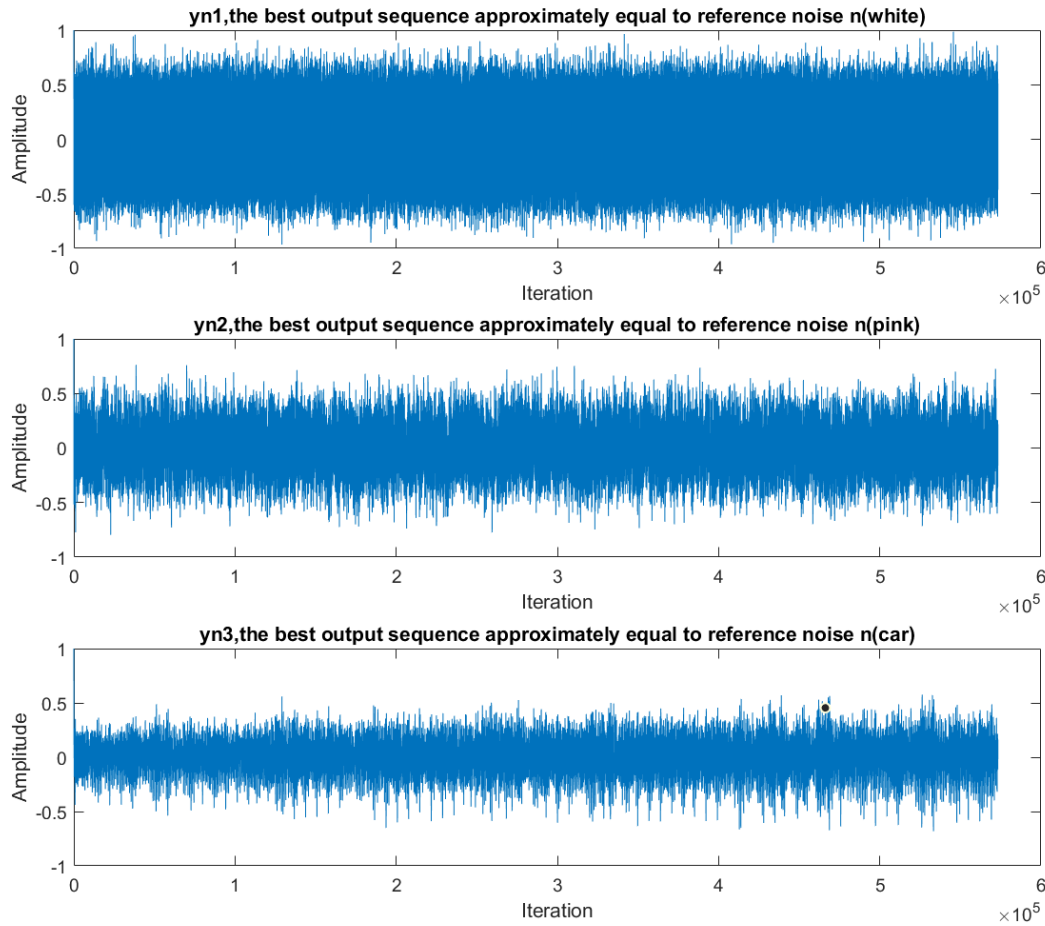 yn1,the best output sequence approximately equal to reference noise n(white)
1
0.5
0
-0.5
-1
Amplitude
0 1 2 3 4 5 6
Iteration
×10^5
yn2,the best output sequence approximately equal to reference noise n(pink)
1
0.5
0
-0.5
-1
Amplitude
0 1 2 3 4 5 6
Iteration
×10^5
yn3,the best output sequence approximately equal to reference noise n(car)
1
0.5
0
-0.5
-1
Amplitude
0 1 2 3 4 5 6
Iteration
×10^5